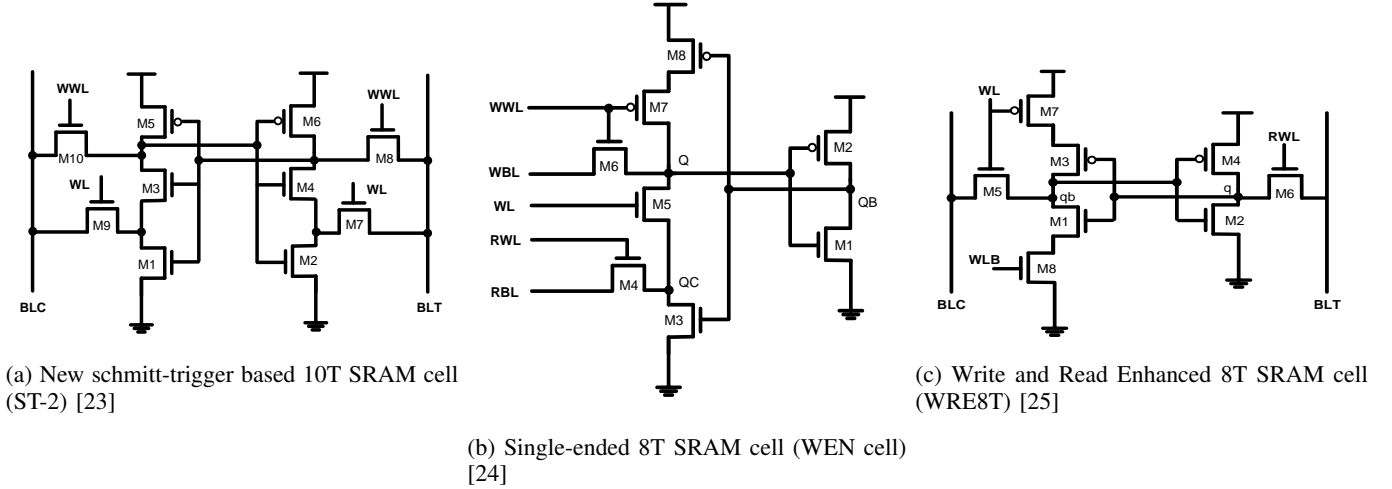 WWL
M5
M6
WWL
M10
M8
WL
M3
M4
WL
M9
M7
M1
M2
BLC
BLT
(a) New schmitt-trigger based 10T SRAM cell
(ST-2) [23]
M8
WWL
M7
M2
M6
Q
WBL
WL
M5
QB
RWL
M1
M4
QC
RBL
M3
(b) Single-ended 8T SRAM cell (WEN cell)
[24]
WL
M7
RWL
M3
M4
M5
qb
q
M6
M1
M2
WLB
M8
BLC
BLT
(c) Write and Read Enhanced 8T SRAM cell
(WRE8T) [25]